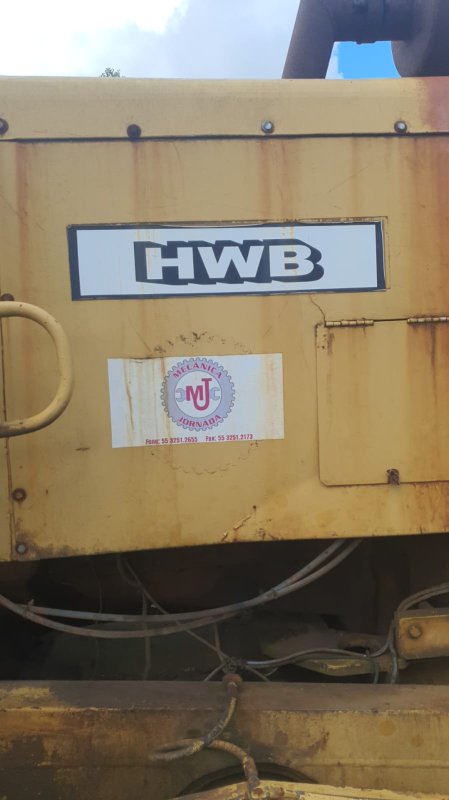 HWB
MECÂNICA
MJ
JORNADA
Fone: 55 3251.2655 Fax: 55 3251.2173